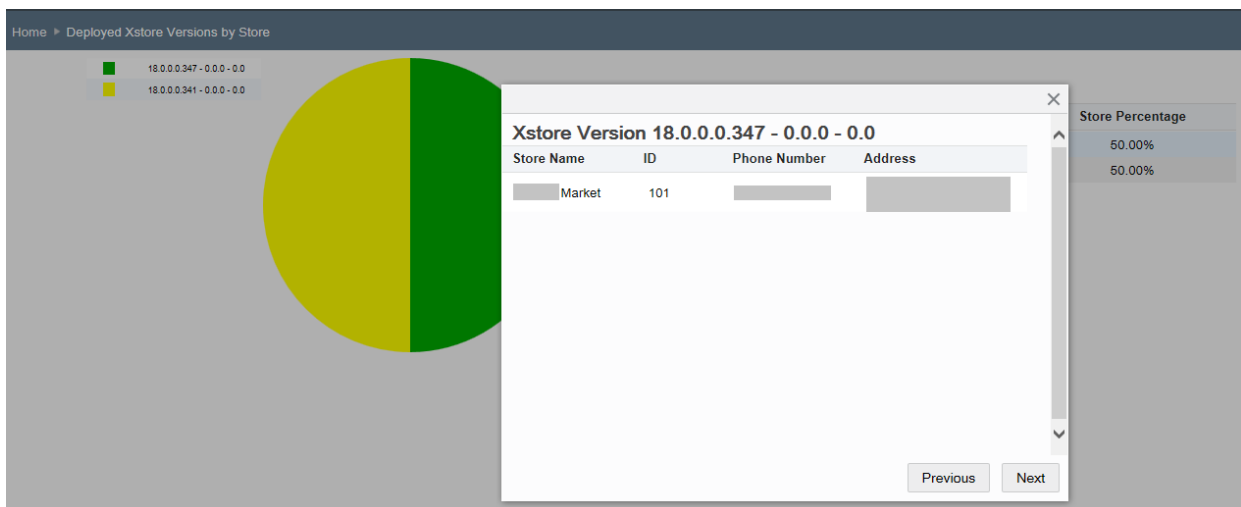 Home ▸ Deployed Xstore Versions by Store
18.0.0.347 - 0.0.0 - 0.0
18.0.0.341 - 0.0.0 - 0.0
Xstore Version 18.0.0.0.347 - 0.0.0 - 0.0
Store Name ID Phone Number Address
Market 101
Previous Next
Store Percentage
50.00%
50.00%